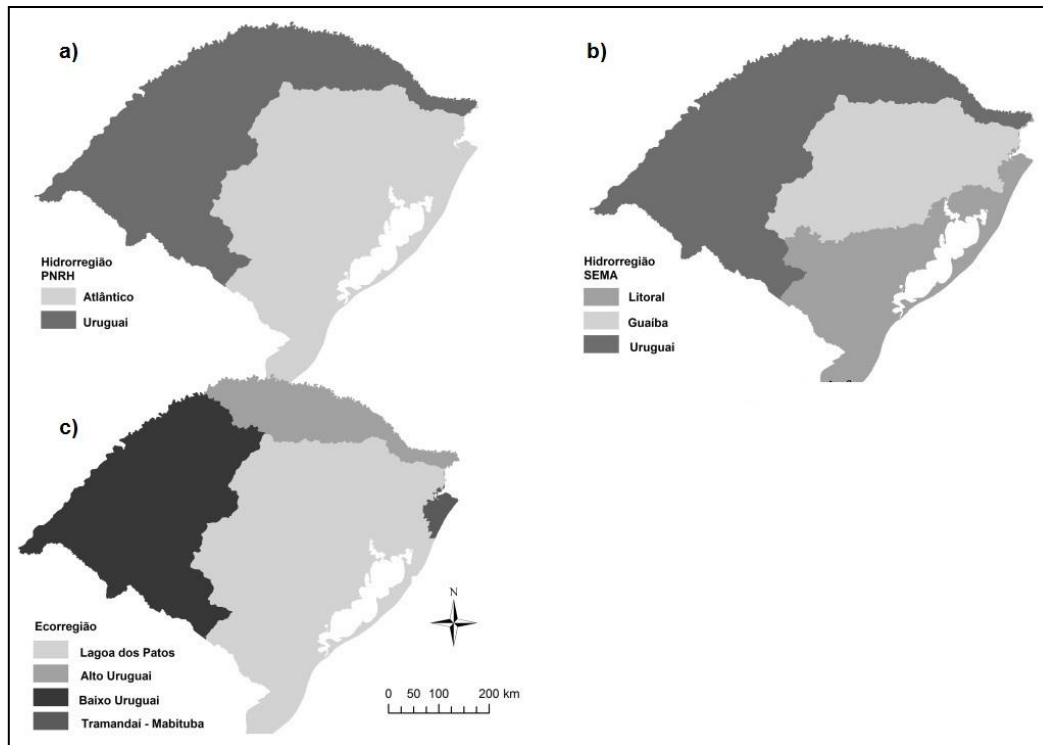 a)
Hidrorregião
PNRH
Atlântico
Uruguai
b)
Hidrorregião
SEMA
Litoral
Guaíba
Uruguai
c)
Ecorregião
Lagoa dos Patos
Alto Uruguai
Baixo Uruguai
Tramandaí - Mabituba
N
0 50 100 200 km